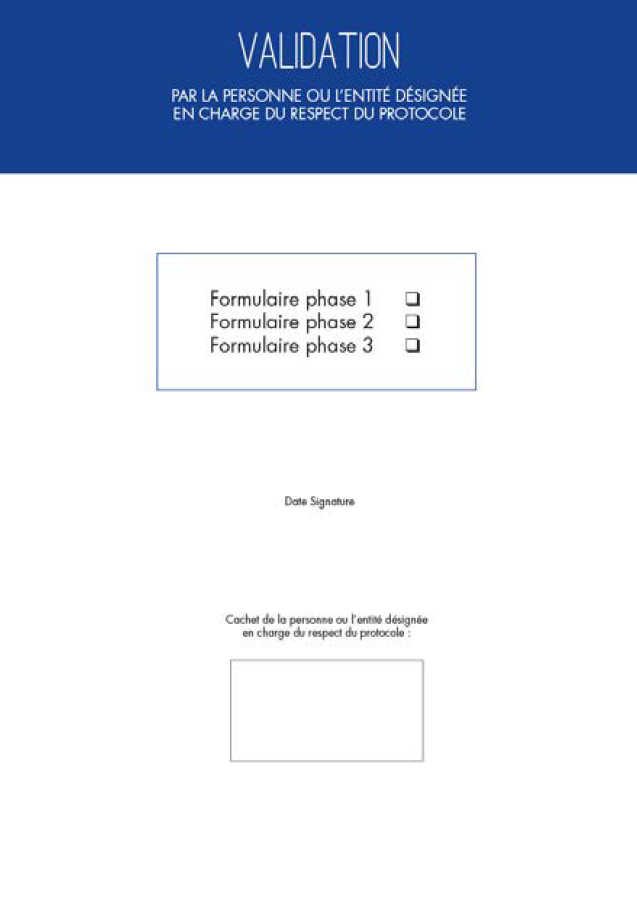 VALIDATION
PAR LA PERSONNE OU L'ENTITÉ DÉSIGNÉE
EN CHARGE DU RESPECT DU PROTOCOLE
Formulaire phase 1 ❑
Formulaire phase 2 ❑
Formulaire phase 3 ❑
Date Signature
Cachet de la personne ou l'entité désignée
en charge du respect du protocole :